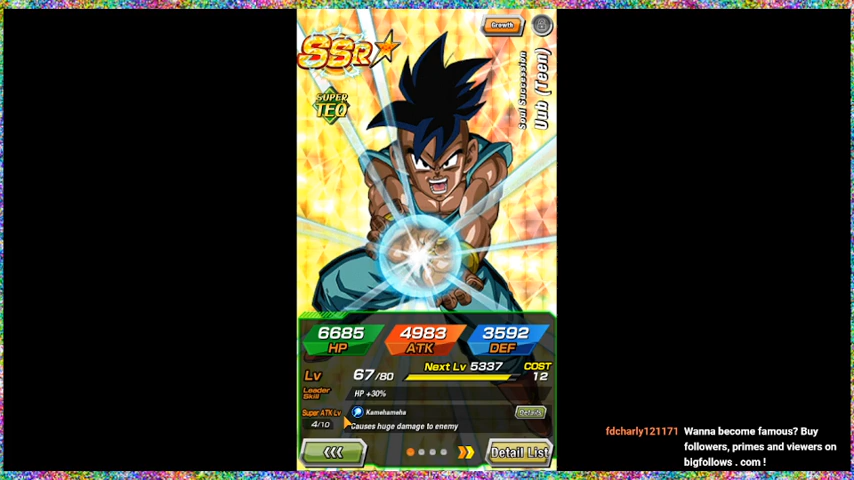 Growth
SSR
SUPER
TEQ
Soul Succession
Uub (Teen)
6685
HP
4983
ATK
3592
DEF
Next Lv 5337
COST
Lv 67/80
12
Leader
Skill
HP +30%
Super ATK Lv
4/10
Kamehameha
Details
Causes huge damage to enemy
Detail List
fdcharly121171 Wanna become famous? Buy
followers, primes and viewers on
bigfollows . com !